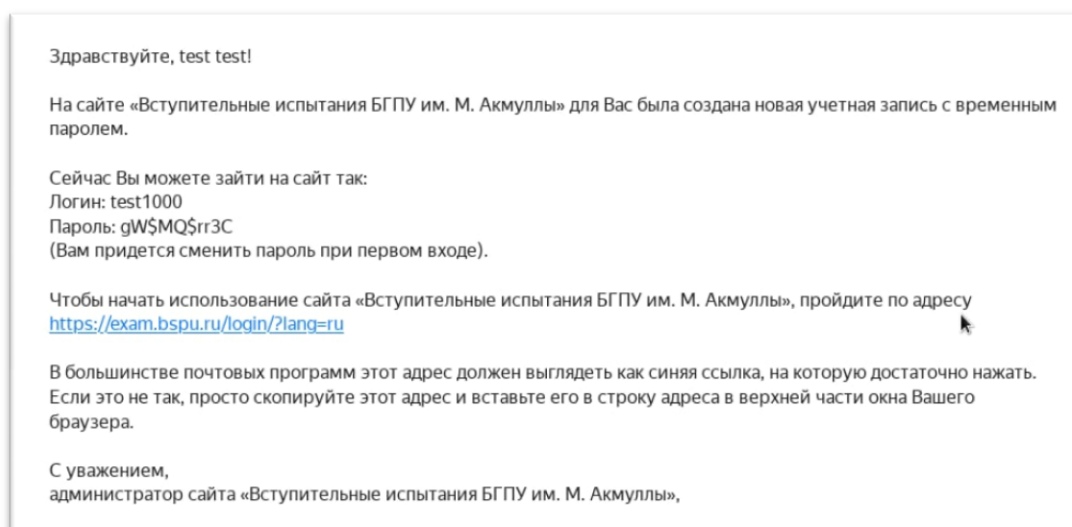 Здравствуйте, test test!
На сайте «Вступительные испытания БГПУ им. М. Акмуллы» для Вас была создана новая учетная запись с временным
паролем.
Сейчас Вы можете зайти на сайт так:
Логин: test1000
Пароль: gW$MQ$rr3C
(Вам придется сменить пароль при первом входе).
Чтобы начать использование сайта «Вступительные испытания БГПУ им. М. Акмуллы», пройдите по адресу
https://exam.bspu.ru/login/?lang=ru
В большинстве почтовых программ этот адрес должен выглядеть как синяя ссылка, на которую достаточно нажать.
Если это не так, просто скопируйте этот адрес и вставьте его в строку адреса в верхней части окна Вашего
браузера.
С уважением,
администратор сайта «Вступительные испытания БГПУ им. М. Акмуллы»,